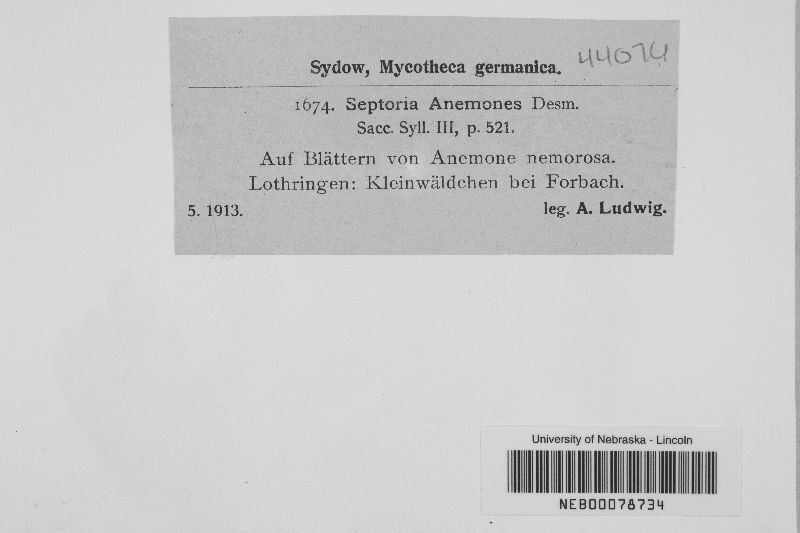 Sydow, Mycotheca germanica.
44074
1674. Septoria Anemones Desm.
Sacc. Syll. III, p. 521.
Auf Blättern von Anemone nemorosa.
Lothringen: Kleinwäldchen bei Forbach.
5. 1913. leg. A. Ludwig.
University of Nebraska - Lincoln
NEB00078734